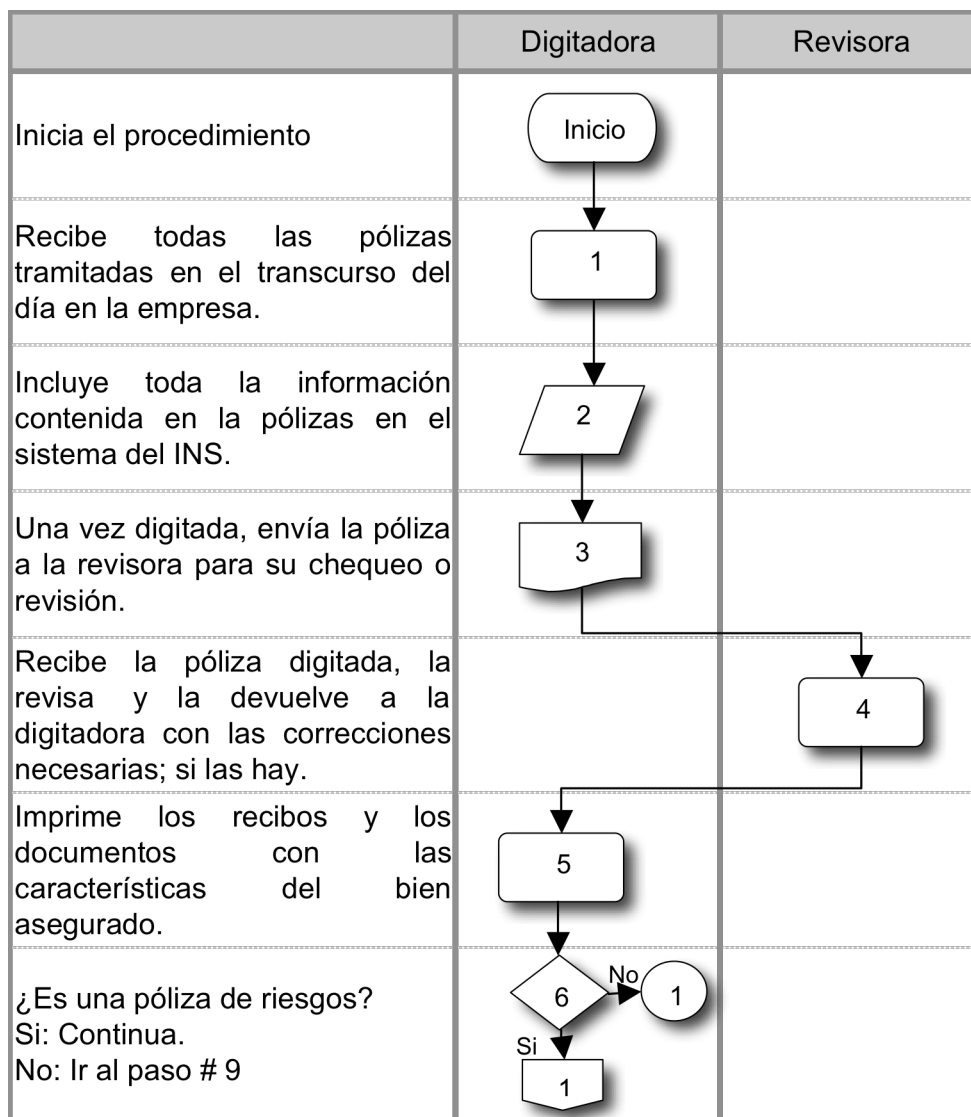 Digitadora Revisora
Inicia el procedimiento
Inicio
Recibe todas las pólizas
tramitadas en el transcurso del
día en la empresa.
1
Incluye toda la información
contenida en la pólizas en el
sistema del INS.
2
Una vez digitada, envía la póliza
a la revisora para su chequeo o
revisión.
3
Recibe la póliza digitada, la
revisa y la devuelve a la
digitadora con las correcciones
necesarias; si las hay.
4
Imprime los recibos y los
documentos con las
características del bien
asegurado.
5
¿Es una póliza de riesgos?
Si: Continua.
No: Ir al paso # 9
6
No
1
Si
1